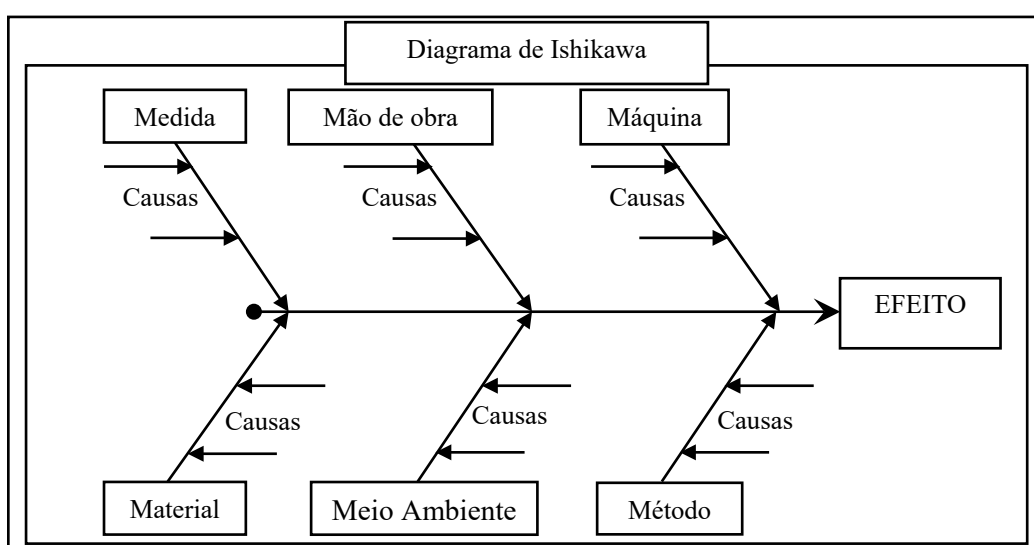 Diagrama de Ishikawa
Medida
Mão de obra
Máquina
Causas
Causas
Causas
EFEITO
Causas
Causas
Causas
Material
Meio Ambiente
Método